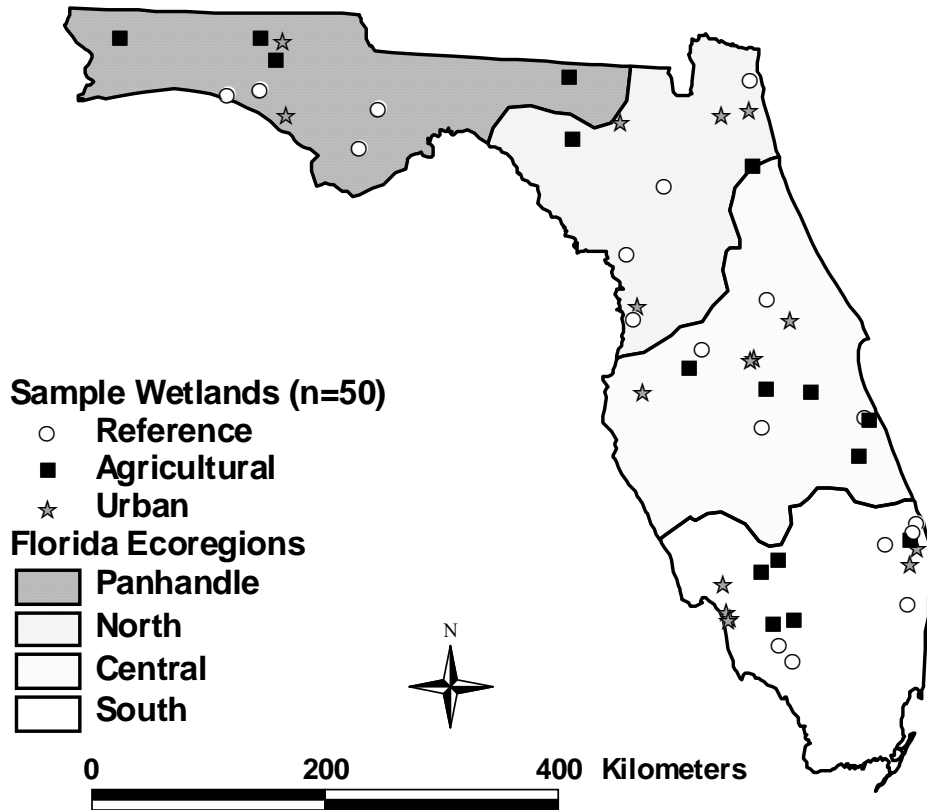 Sample Wetlands (n=50)
Reference
Agricultural
Urban
Florida Ecoregions
Panhandle
North
Central
South
N
0 200 400 Kilometers